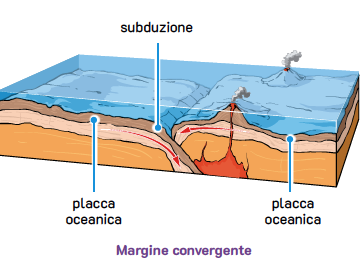 subduzione
placca
oceanica
placca
oceanica
Margine convergente